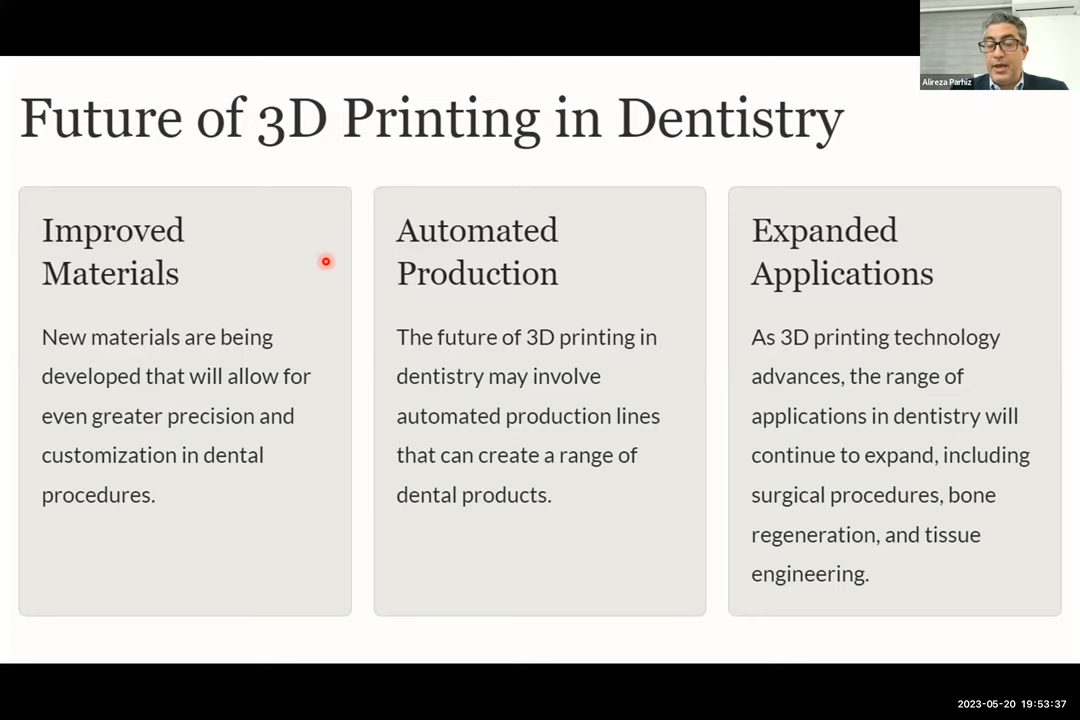 Alireza Parhiz
Future of 3D Printing in Dentistry
Improved
Materials
New materials are being
developed that will allow for
even greater precision and
customization in dental
procedures.
Automated
Production
The future of 3D printing in
dentistry may involve
automated production lines
that can create a range of
dental products.
Expanded
Applications
As 3D printing technology
advances, the range of
applications in dentistry will
continue to expand, including
surgical procedures, bone
regeneration, and tissue
engineering.
2023-05-20 19:53:37